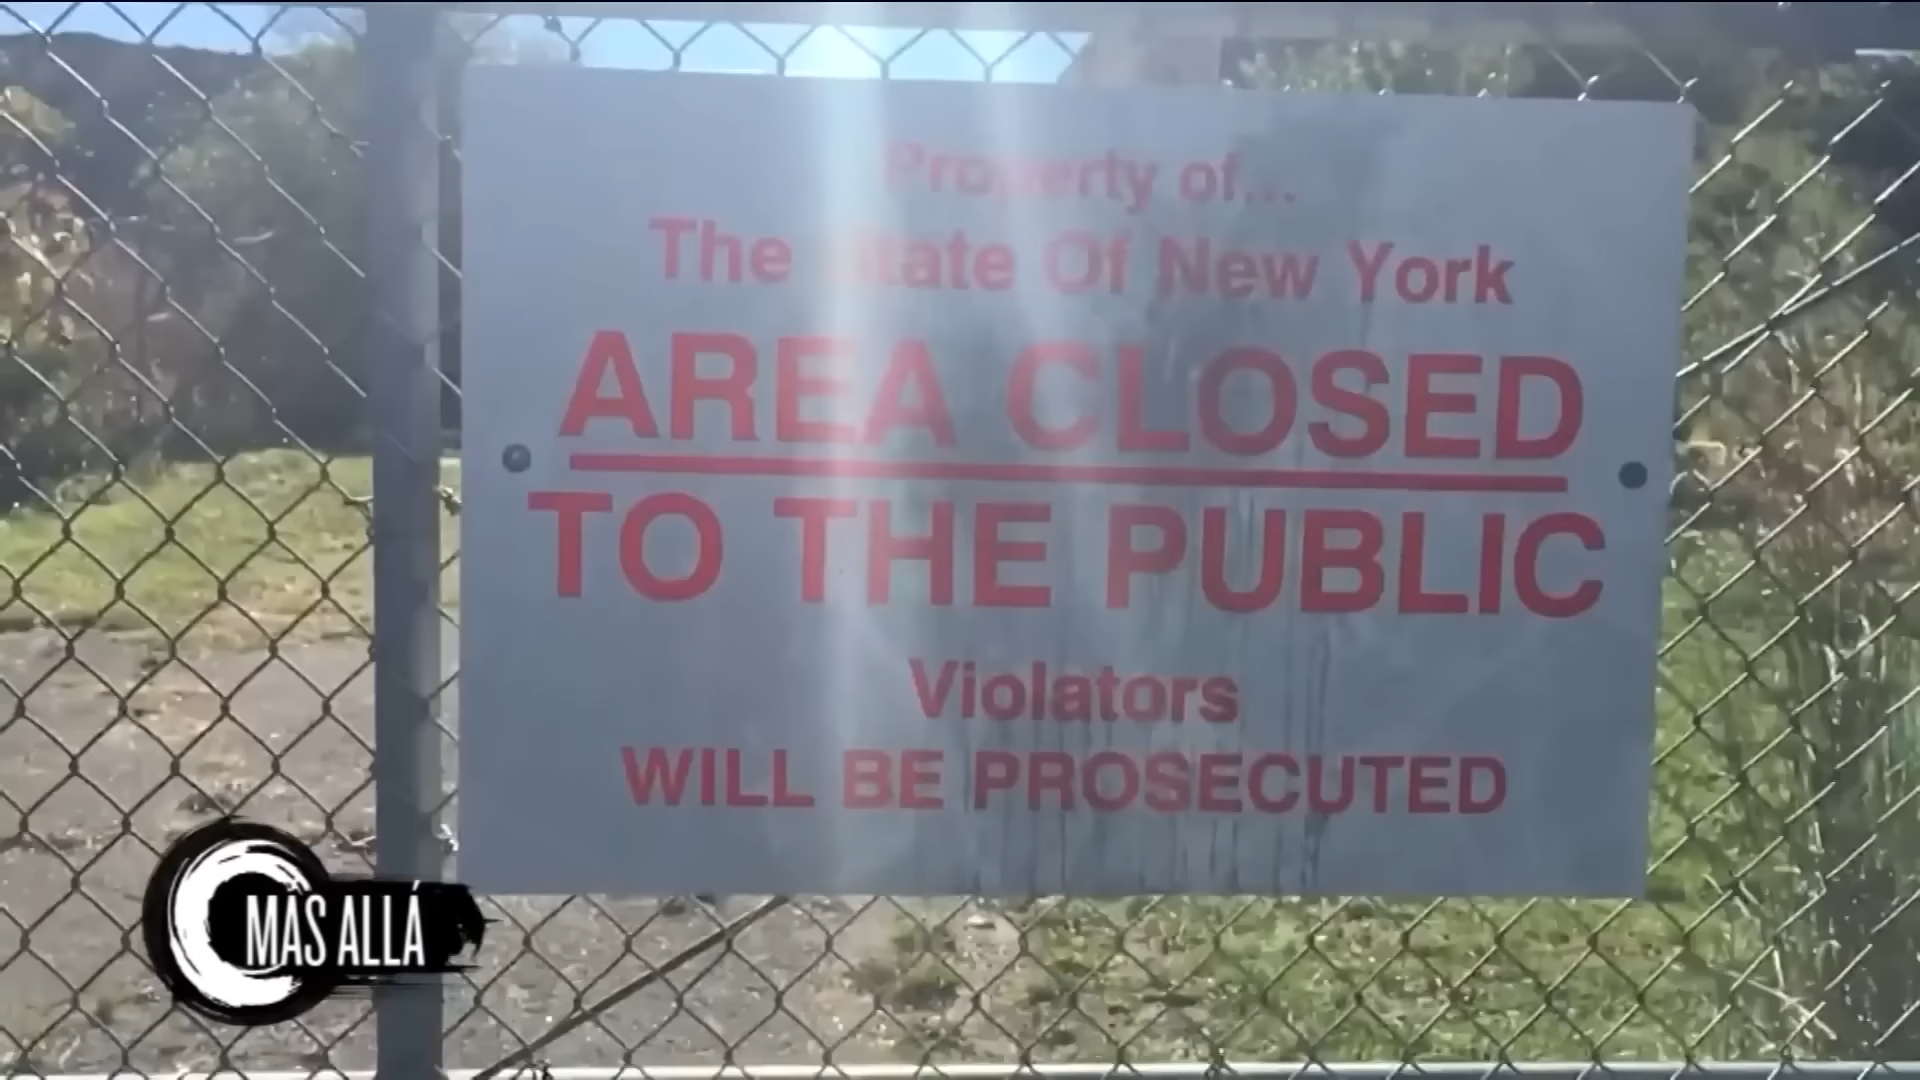 Property of...
The State Of New York
AREA CLOSED
TO THE PUBLIC
Violators
WILL BE PROSECUTED
MÁS ALLÁ